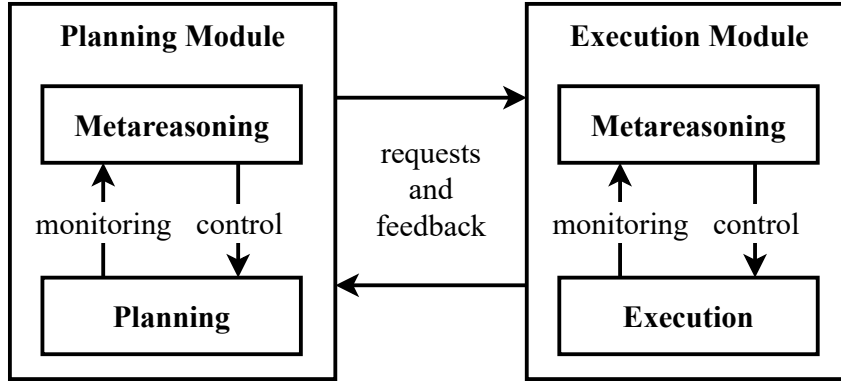 Planning Module
Metareasoning
monitoring
control
Planning
requests
and
feedback
Execution Module
Metareasoning
monitoring
control
Execution